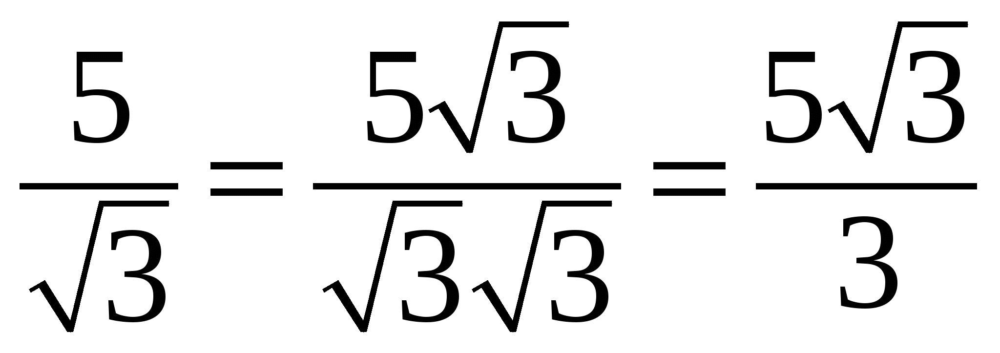 5/√3 = 5√3/√3√3 = 5√3/3